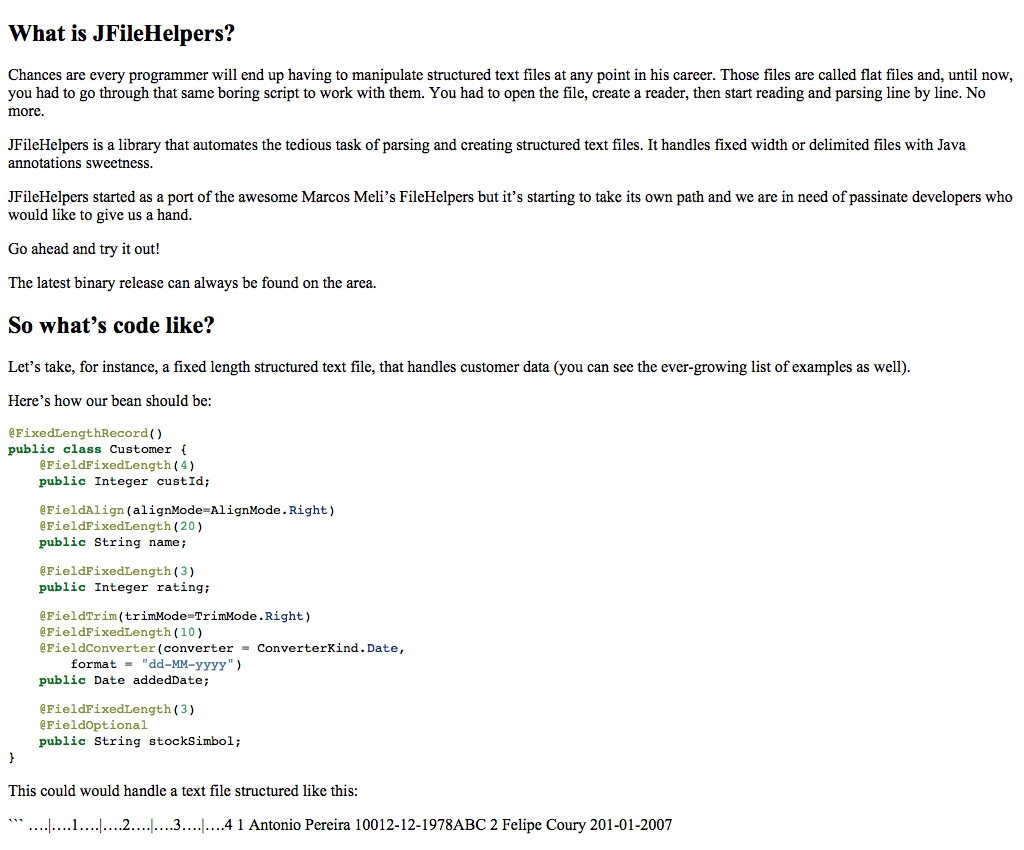 What is JFileHelpers?
Chances are every programmer will end up having to manipulate structured text files at any point in his career. Those files are called flat files and, until now,
you had to go through that same boring script to work with them. You had to open the file, create a reader, then start reading and parsing line by line. No
more.
JFileHelpers is a library that automates the tedious task of parsing and creating structured text files. It handles fixed width or delimited files with Java
annotations sweetness.
JFileHelpers started as a port of the awesome Marcos Meli’s FileHelpers but it’s starting to take its own path and we are in need of passinate developers who
would like to give us a hand.
Go ahead and try it out!
The latest binary release can always be found on the area.
So what’s code like?
Let’s take, for instance, a fixed length structured text file, that handles customer data (you can see the ever-growing list of examples as well).
Here’s how our bean should be:
@FixedLengthRecord()
public class Customer {
    @FieldFixedLength(4)
    public Integer custId;
    @FieldAlign(alignMode=AlignMode.Right)
    @FieldFixedLength(20)
    public String name;
    @FieldFixedLength(3)
    public Integer rating;
    @FieldTrim(trimMode=TrimMode.Right)
    @FieldFixedLength(10)
    @FieldConverter(converter = ConverterKind.Date,
        format = "dd-MM-yyyy")
    public Date addedDate;
    @FieldFixedLength(3)
    @FieldOptional
    public String stockSimbol;
}
This could would handle a text file structured like this:
``` ….|….1….|….2….|….3….|….4 1 Antonio Pereira 10012-12-1978ABC 2 Felipe Coury 201-01-2007